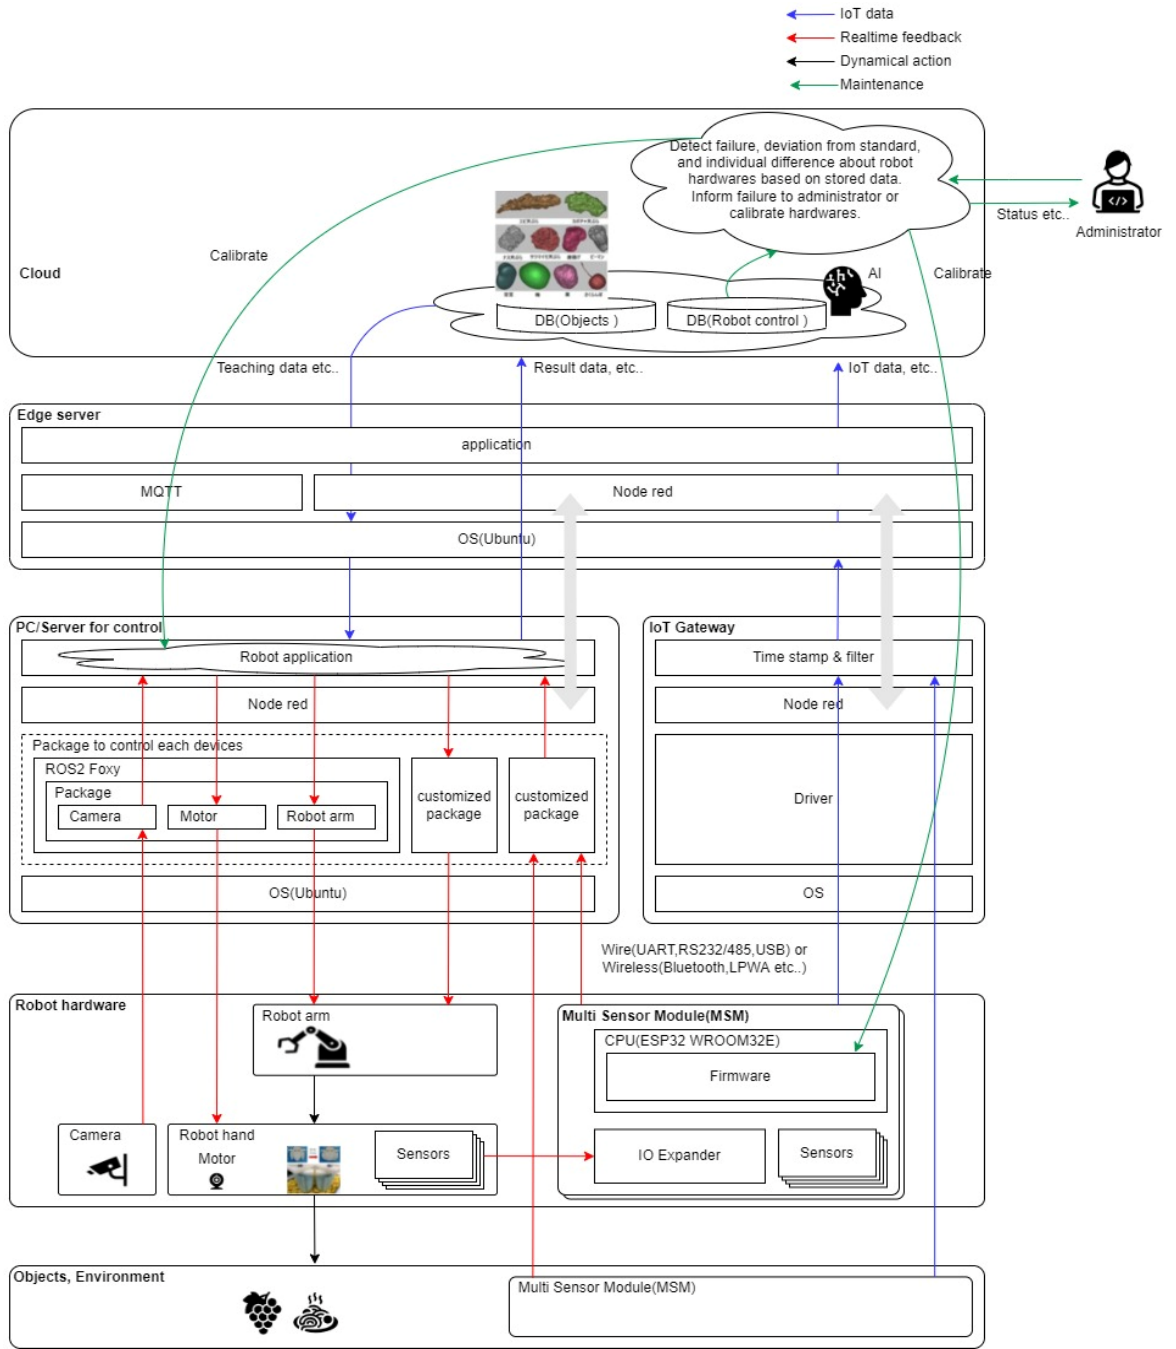 IoT data
Realtime feedback
Dynamical action
Maintenance
Detect failure, deviation from standard,
and individual difference about robot
hardwares based on stored data.
Inform failure to administrator or
calibrate hardwares.
Status etc..
Administrator
Calibrate
Calibrate
Cloud
AI
DB(Objects )
DB(Robot control )
Teaching data etc..
Result data, etc..
IoT data, etc..
Edge server
application
MQTT
Node red
OS(Ubuntu)
PC/Server for control
Robot application
Node red
Package to control each devices
ROS2 Foxy
Package
Camera
Motor
Robot arm
customized
package
customized
package
OS(Ubuntu)
IoT Gateway
Time stamp & filter
Node red
Driver
OS
Wire(UART,RS232/485,USB) or
Wireless(Bluetooth,LPWA etc..)
Robot hardware
Robot arm
Camera
Robot hand
Motor
Sensors
Multi Sensor Module(MSM)
CPU(ESP32 WROOM32E)
Firmware
IO Expander
Sensors
Objects, Environment
Multi Sensor Module(MSM)